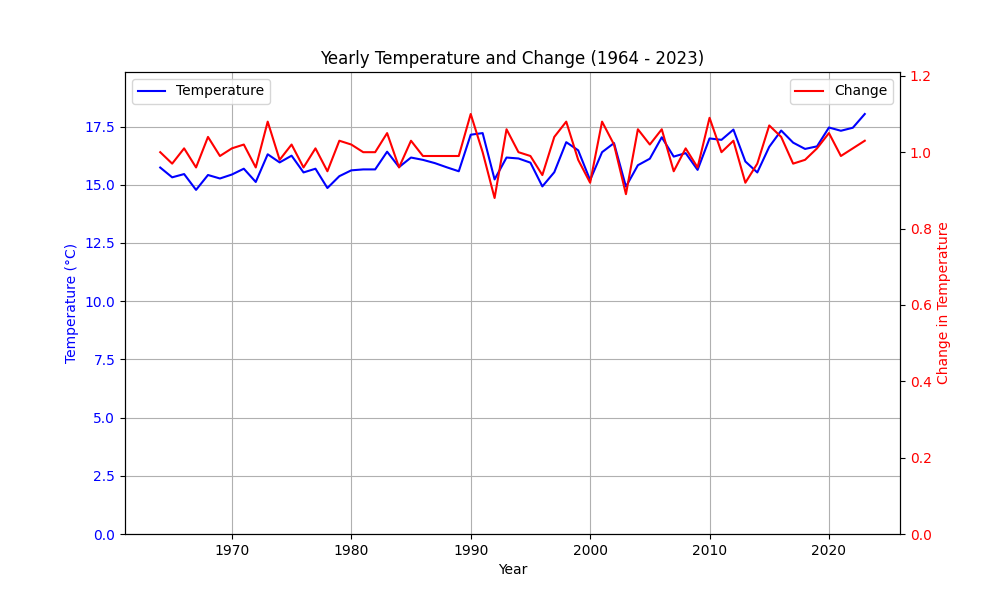 Yearly Temperature and Change (1964 - 2023)
Temperature
Change
17.5
15.0
12.5
10.0
7.5
5.0
2.5
0.0
Temperature (°C)
1.2
1.0
0.8
0.6
0.4
0.2
0.0
Change in Temperature
1970 1980 1990 2000 2010 2020
Year